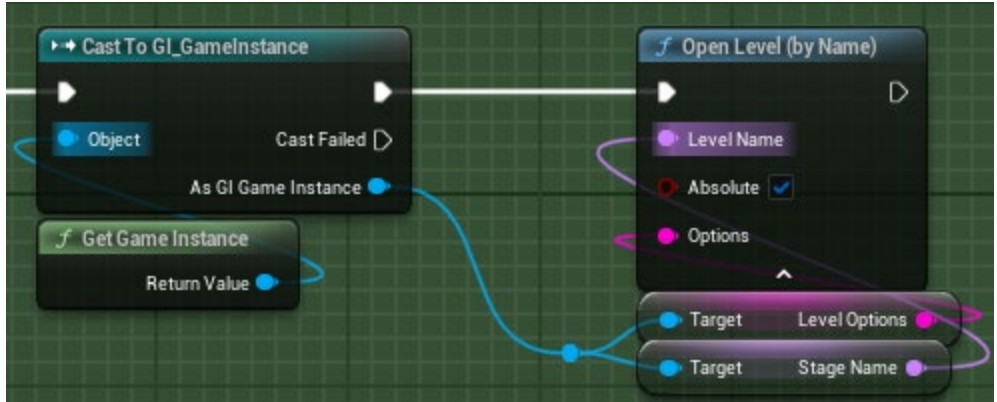 Cast To GI_GameInstance
Object
Cast Failed
As GI Game Instance
Get Game Instance
Return Value
Open Level (by Name)
Level Name
Absolute
Options
Target Level Options
Target Stage Name